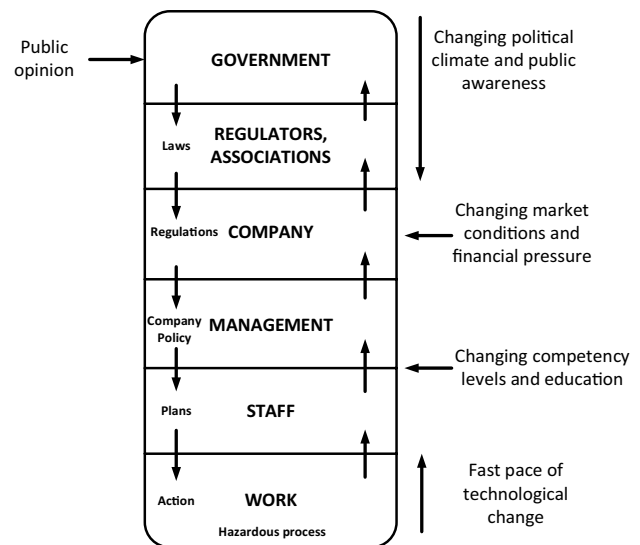 Public
opinion
GOVERNMENT
Changing political
climate and public
awareness
Laws
REGULATORS,
ASSOCIATIONS
Regulations
COMPANY
Changing market
conditions and
financial pressure
Company
Policy
MANAGEMENT
Changing competency
levels and education
Plans
STAFF
Action
WORK
Hazardous process
Fast pace of
technological
change